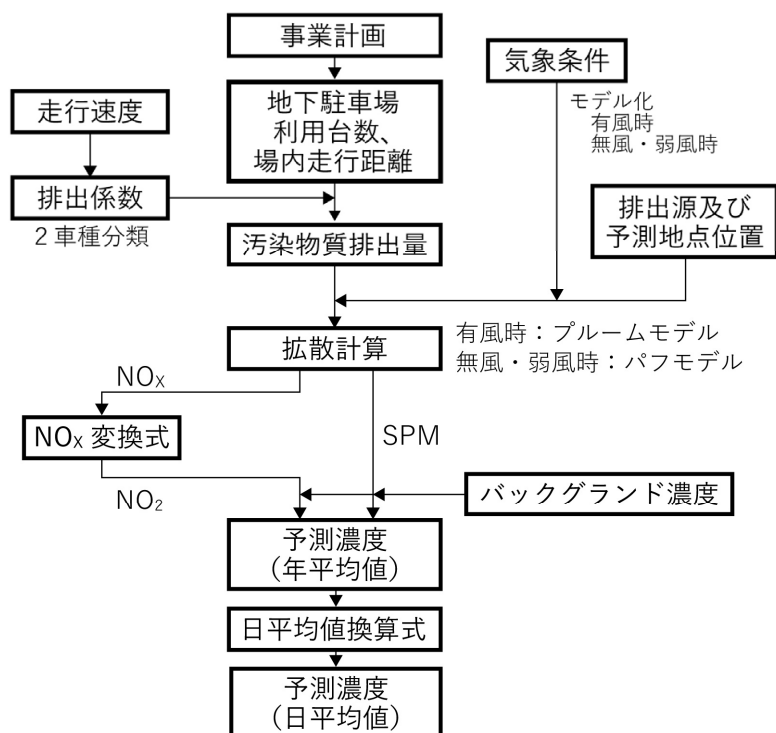 事業計画
気象条件
モデル化
有風時
無風・弱風時
走行速度
地下駐車場
利用台数、
場内走行距離
排出係数
2車種分類
排出源及び
予測地点位置
汚染物質排出量
拡散計算
有風時：プルームモデル
無風・弱風時：パフモデル
NOX
NOX 変換式
SPM
NO2
バックグランド濃度
予測濃度
（年平均値）
日平均値換算式
予測濃度
（日平均値）